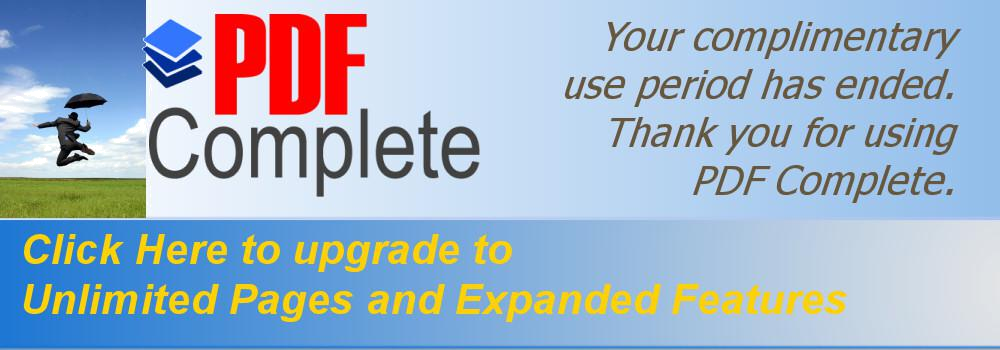 PDF
Complete
Your complimentary
use period has ended.
Thank you for using
PDF Complete.
Click Here to upgrade to
Unlimited Pages and Expanded Features